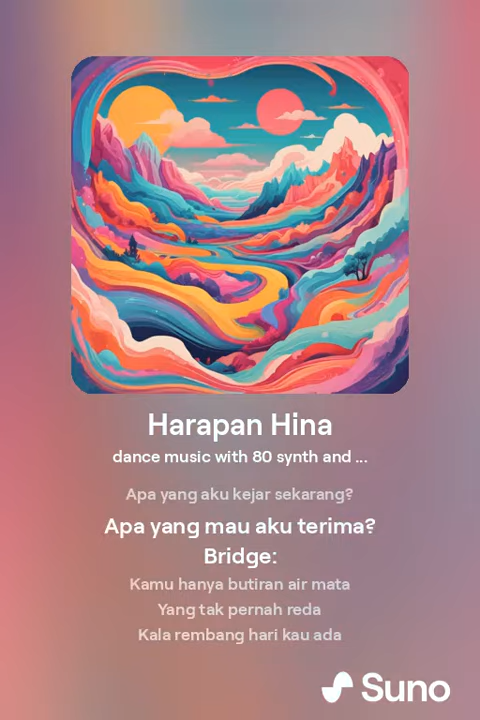 Harapan Hina
dance music with 80 synth and ...
Apa yang aku kejar sekarang?
Apa yang mau aku terima?
Bridge:
Kamu hanya butiran air mata
Yang tak pernah reda
Kala rembang hari kau ada
Suno